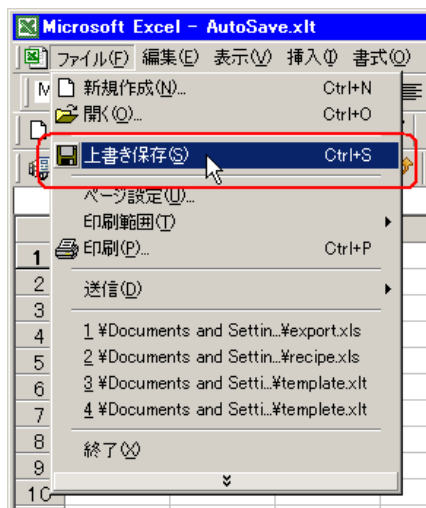 Microsoft Excel - AutoSave.xlt
ファイル(F) 編集(E) 表示(V) 挿入(I) 書式(O)
新規作成(N)... Ctrl+N
開く(O)... Ctrl+O
上書き保存(S) Ctrl+S
ページ設定(U)...
印刷範囲(T)
印刷(P)... Ctrl+P
送信(D)
1 ¥Documents and Settin...¥export.xls
2 ¥Documents and Settin...¥recipe.xls
3 ¥Documents and Setti...¥template.xlt
4 ¥Documents and Setti...¥templete.xlt
終了(X)
1
2
3
4
5
6
7
8
9
10